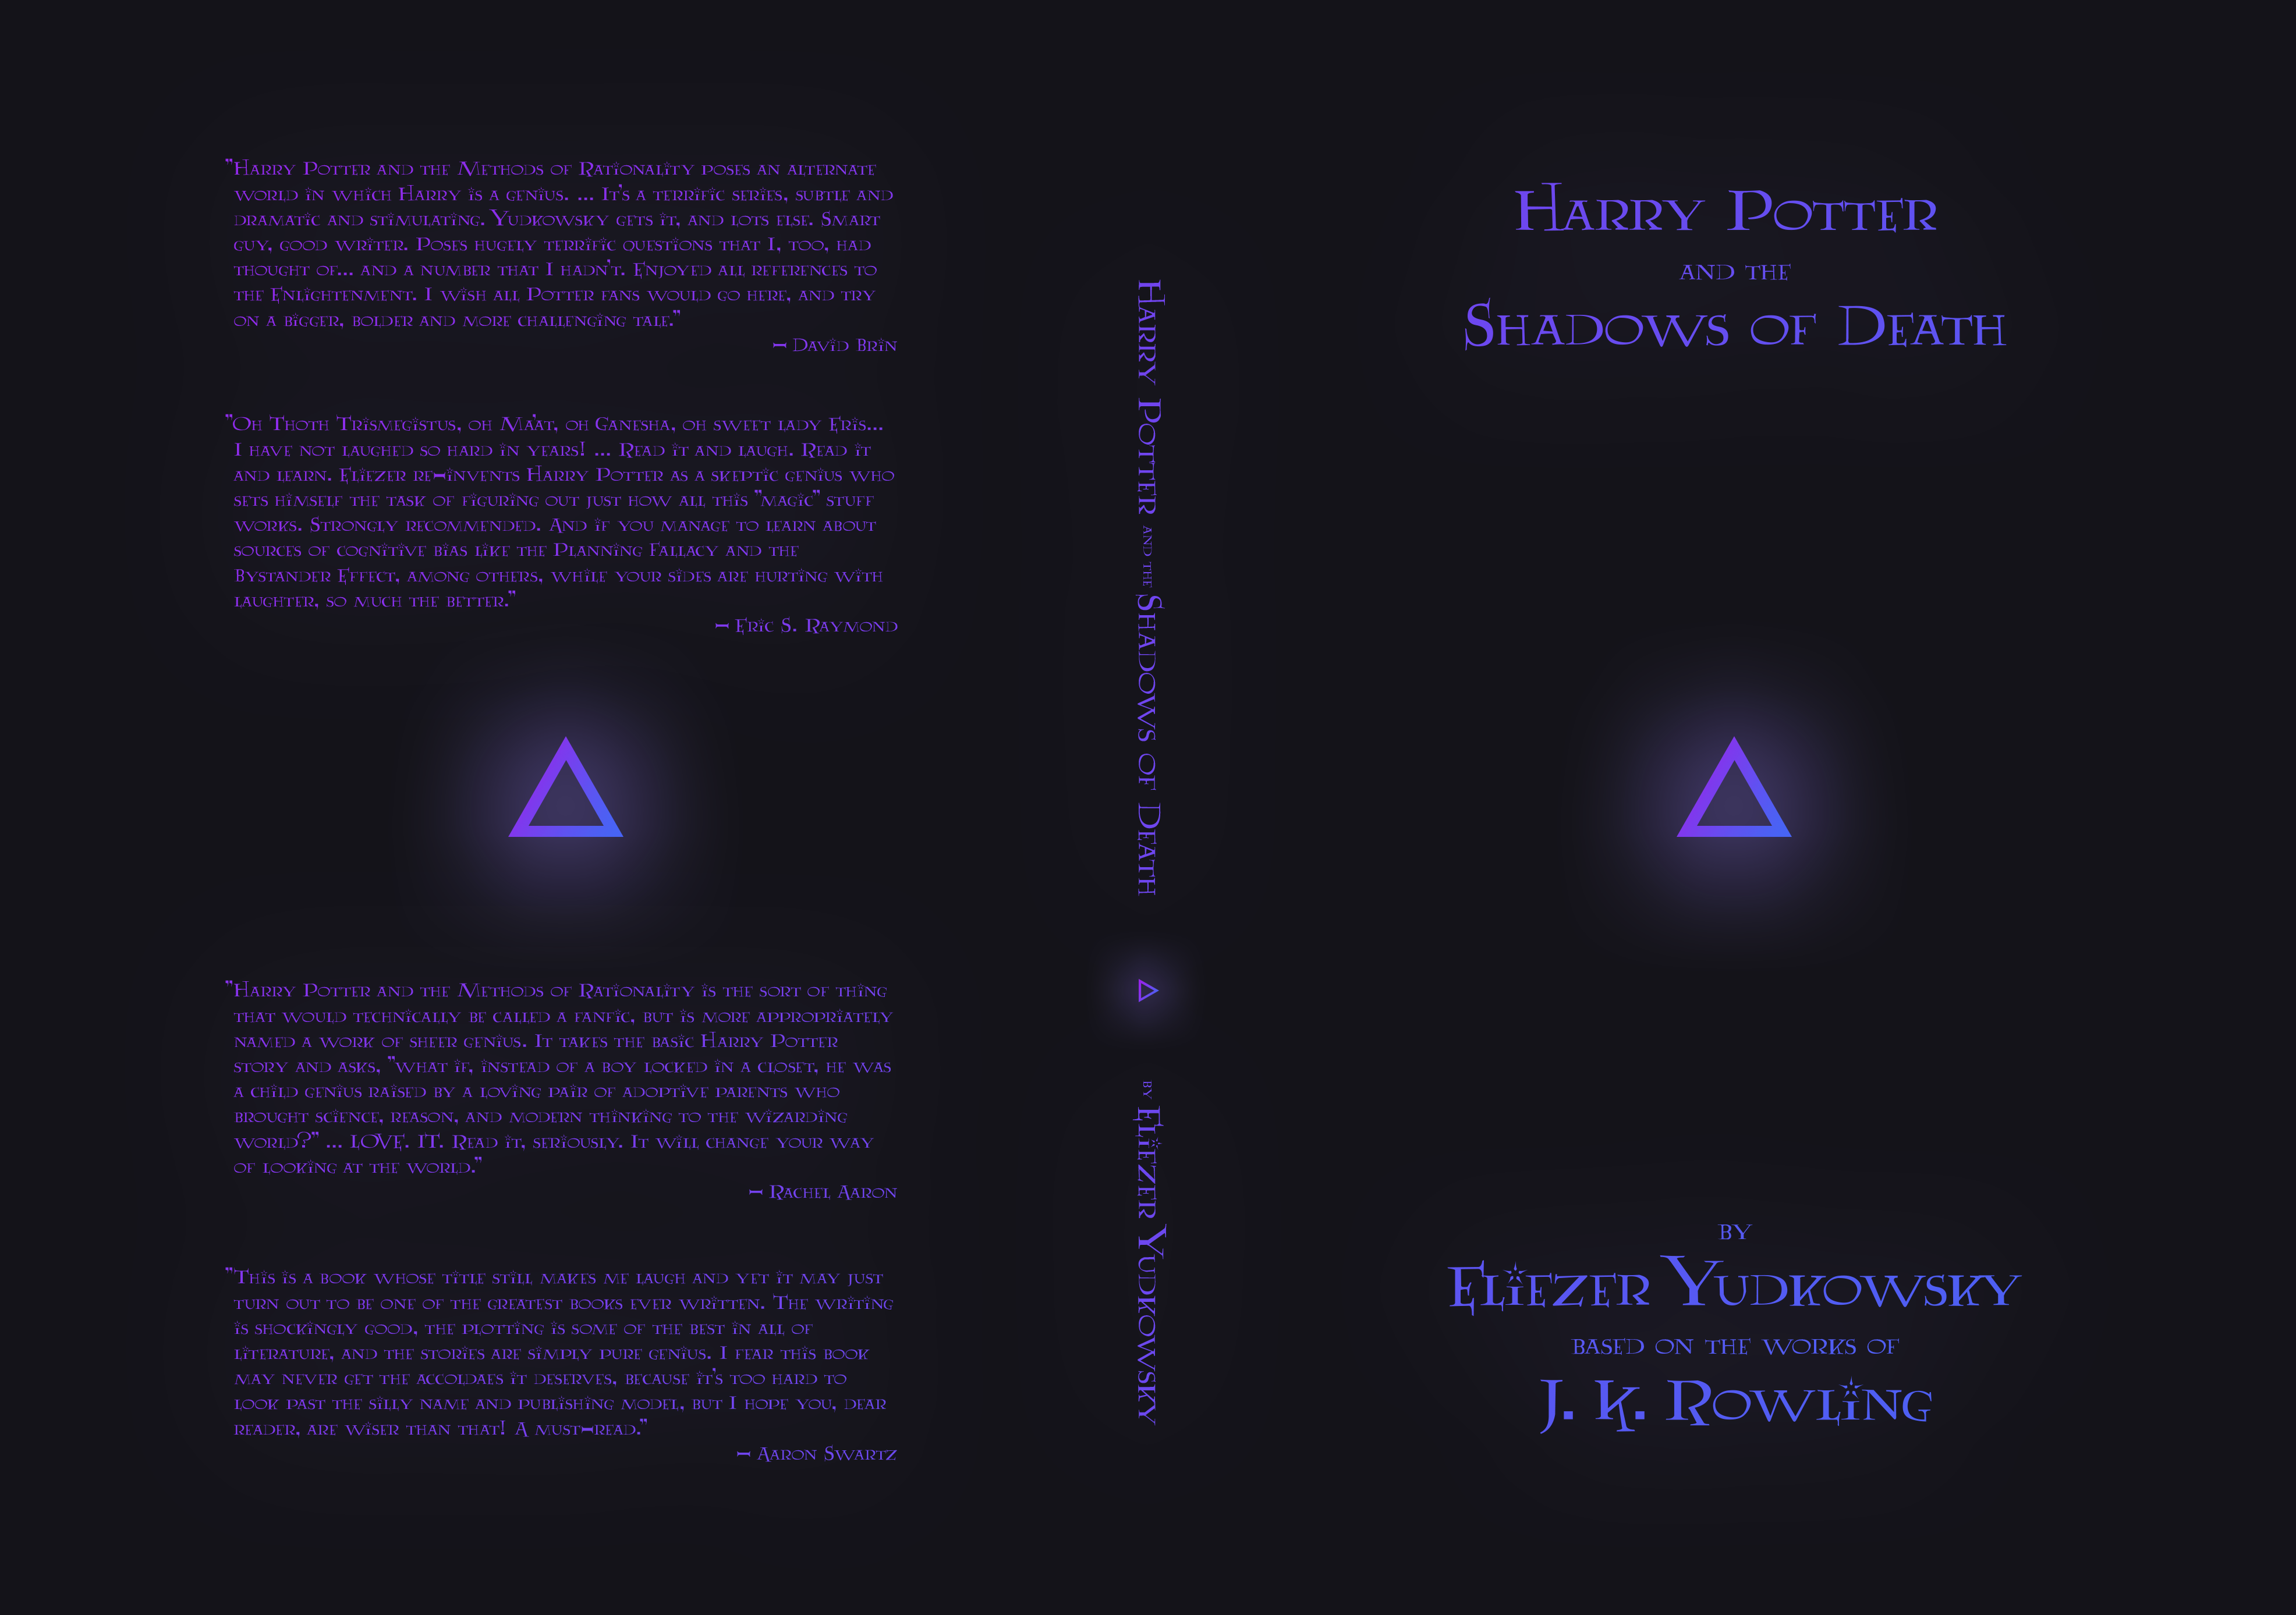 "Harry Potter and the Methods of Rationality poses an alternate
world in which Harry is a genius. ... It's a terrific series, subtle and
dramatic and stimulating. Yudkowsky gets it, and lots else. Smart
guy, good writer. Poses hugely terrific questions that I, too, had
thought of... and a number that I hadn't. Enjoyed all references to
the Enlightenment. I wish all Potter fans would go here, and try
on a bigger, bolder and more challenging tale."
- David Brin
"Oh Thoth Trismegistus, oh Ma'at, oh Ganesha, oh sweet lady Eris...
I have not laughed so hard in years! ... Read it and laugh. Read it
and learn. Eliezer re-invents Harry Potter as a skeptic genius who
sets himself the task of figuring out just how all this "magic" stuff
works. Strongly recommended. And if you manage to learn about
sources of cognitive bias like the Planning Fallacy and the
Bystander Effect, among others, while your sides are hurting with
laughter, so much the better."
- Eric S. Raymond
"Harry Potter and the Methods of Rationality is the sort of thing
that would technically be called a fanfic, but is more appropriately
named a work of sheer genius. It takes the basic Harry Potter
story and asks, "what if, instead of a boy locked in a closet, he was
a child genius raised by a loving pair of adoptive parents who
brought science, reason, and modern thinking to the wizarding
world?" ... LOVE. IT. Read it, seriously. It will change your way
of looking at the world."
- Rachel Aaron
"This is a book whose title still makes me laugh and yet it may just
turn out to be one of the greatest books ever written. The writing
is shockingly good, the plotting is some of the best in all of
literature, and the stories are simply pure genius. I fear this book
may never get the accoldaes it deserves, because it's too hard to
look past the silly name and publishing model, but I hope you, dear
reader, are wiser than that! A must-read."
- Aaron Swartz
Harry Potter and the Shadows of Death
by Eliezer Yudkowsky
Harry Potter
and the
Shadows of Death
by
Eliezer Yudkowsky
based on the works of
J. K. Rowling